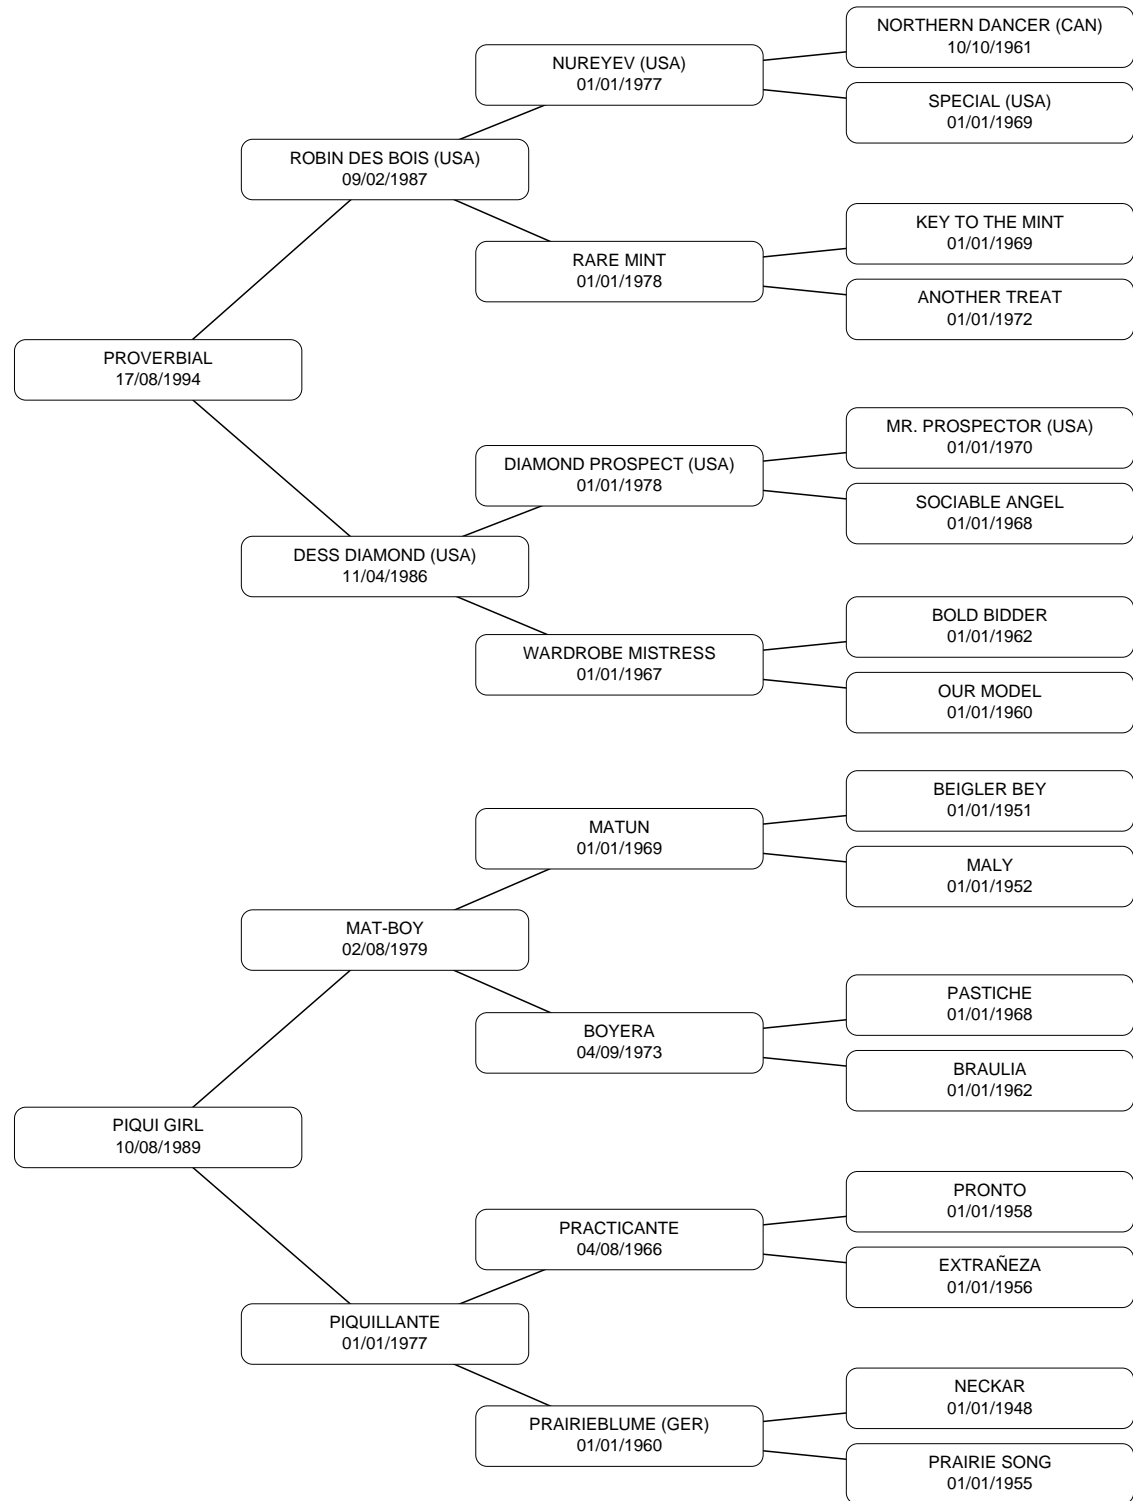 NORTHERN DANCER (CAN)
10/10/1961
NUREYEV (USA)
01/01/1977
SPECIAL (USA)
01/01/1969
ROBIN DES BOIS (USA)
09/02/1987
KEY TO THE MINT
01/01/1969
RARE MINT
01/01/1978
ANOTHER TREAT
01/01/1972
PROVERBIAL
17/08/1994
MR. PROSPECTOR (USA)
01/01/1970
DIAMOND PROSPECT (USA)
01/01/1978
SOCIABLE ANGEL
01/01/1968
DESS DIAMOND (USA)
11/04/1986
BOLD BIDDER
01/01/1962
WARDROBE MISTRESS
01/01/1967
OUR MODEL
01/01/1960
BEIGLER BEY
01/01/1951
MATUN
01/01/1969
MALY
01/01/1952
MAT-BOY
02/08/1979
PASTICHE
01/01/1968
BOYERA
04/09/1973
BRAULIA
01/01/1962
PIQUI GIRL
10/08/1989
PRONTO
01/01/1958
PRACTICANTE
04/08/1966
EXTRAÑEZA
01/01/1956
PIQUILLANTE
01/01/1977
NECKAR
01/01/1948
PRAIRIEBLUME (GER)
01/01/1960
PRAIRIE SONG
01/01/1955